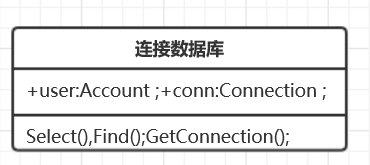 连接数据库
+user:Account ;+conn:Connection ;
Select(),Find();GetConnection();